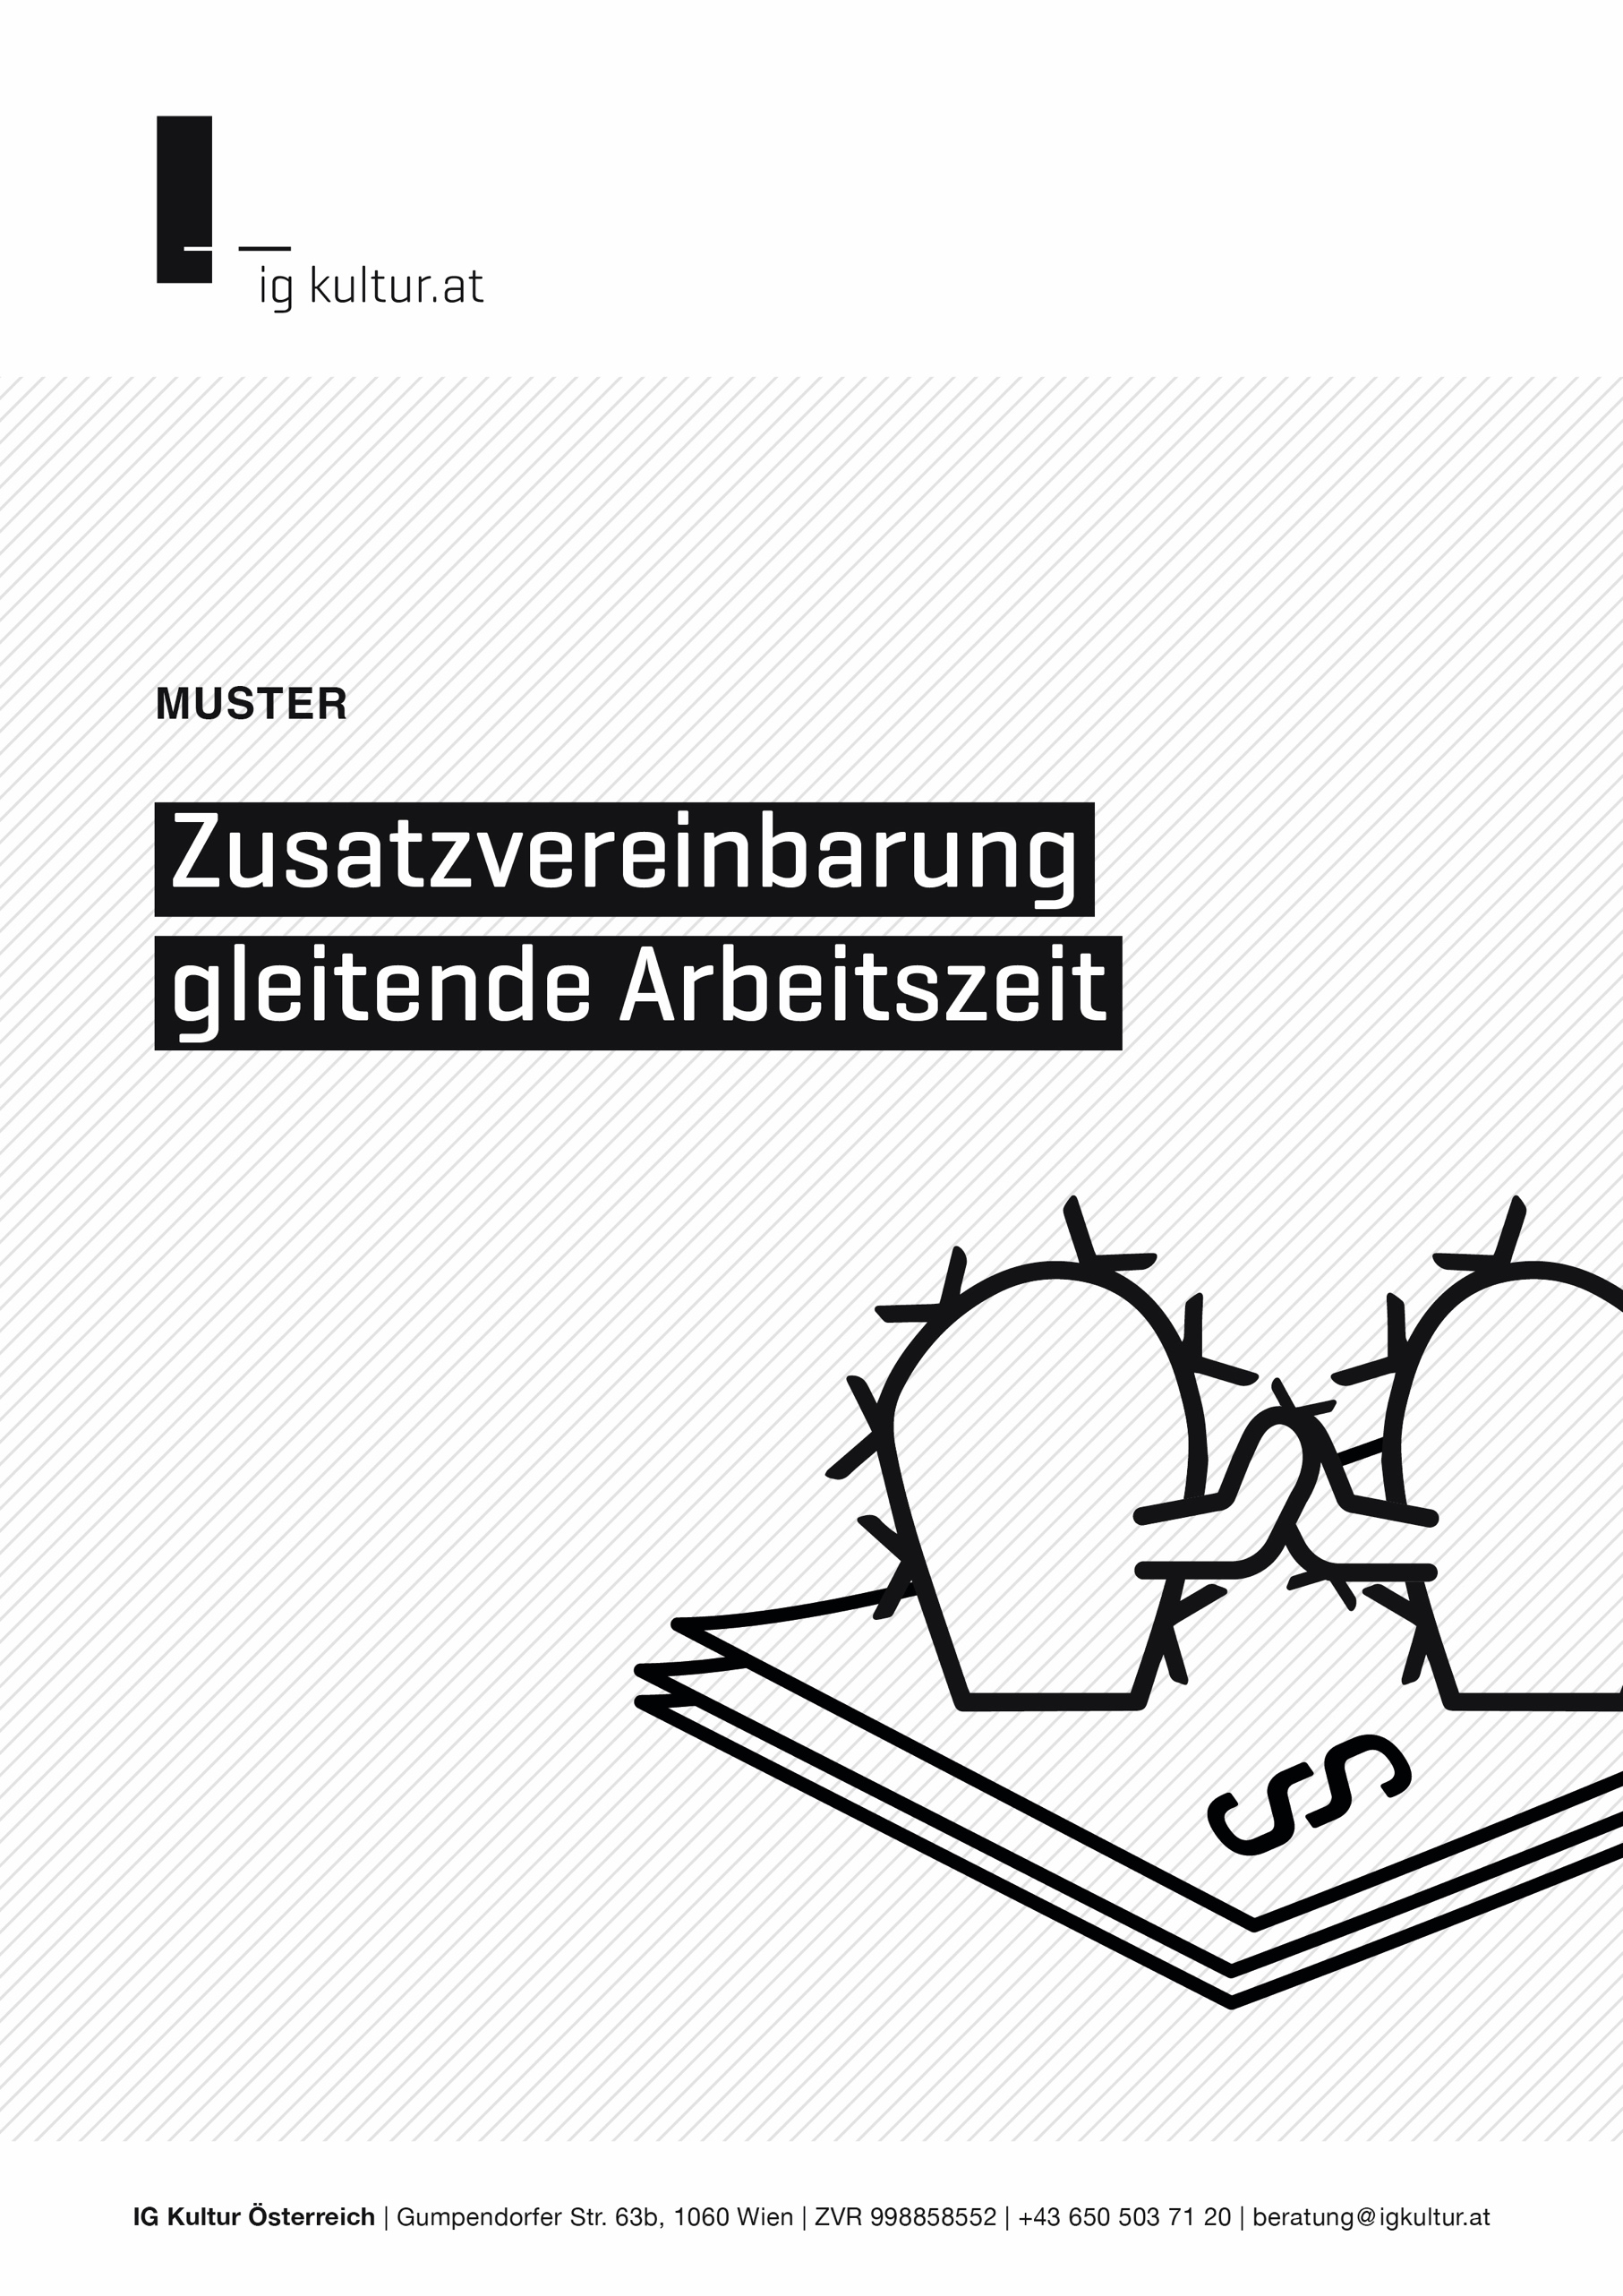 ig kultur.at
MUSTER
Zusatzvereinbarung
gleitende Arbeitszeit
§
IG Kultur Österreich | Gumpendorfer Str. 63b, 1060 Wien | ZVR 998858552 | +43 650 503 71 20 | beratung@igkultur.at